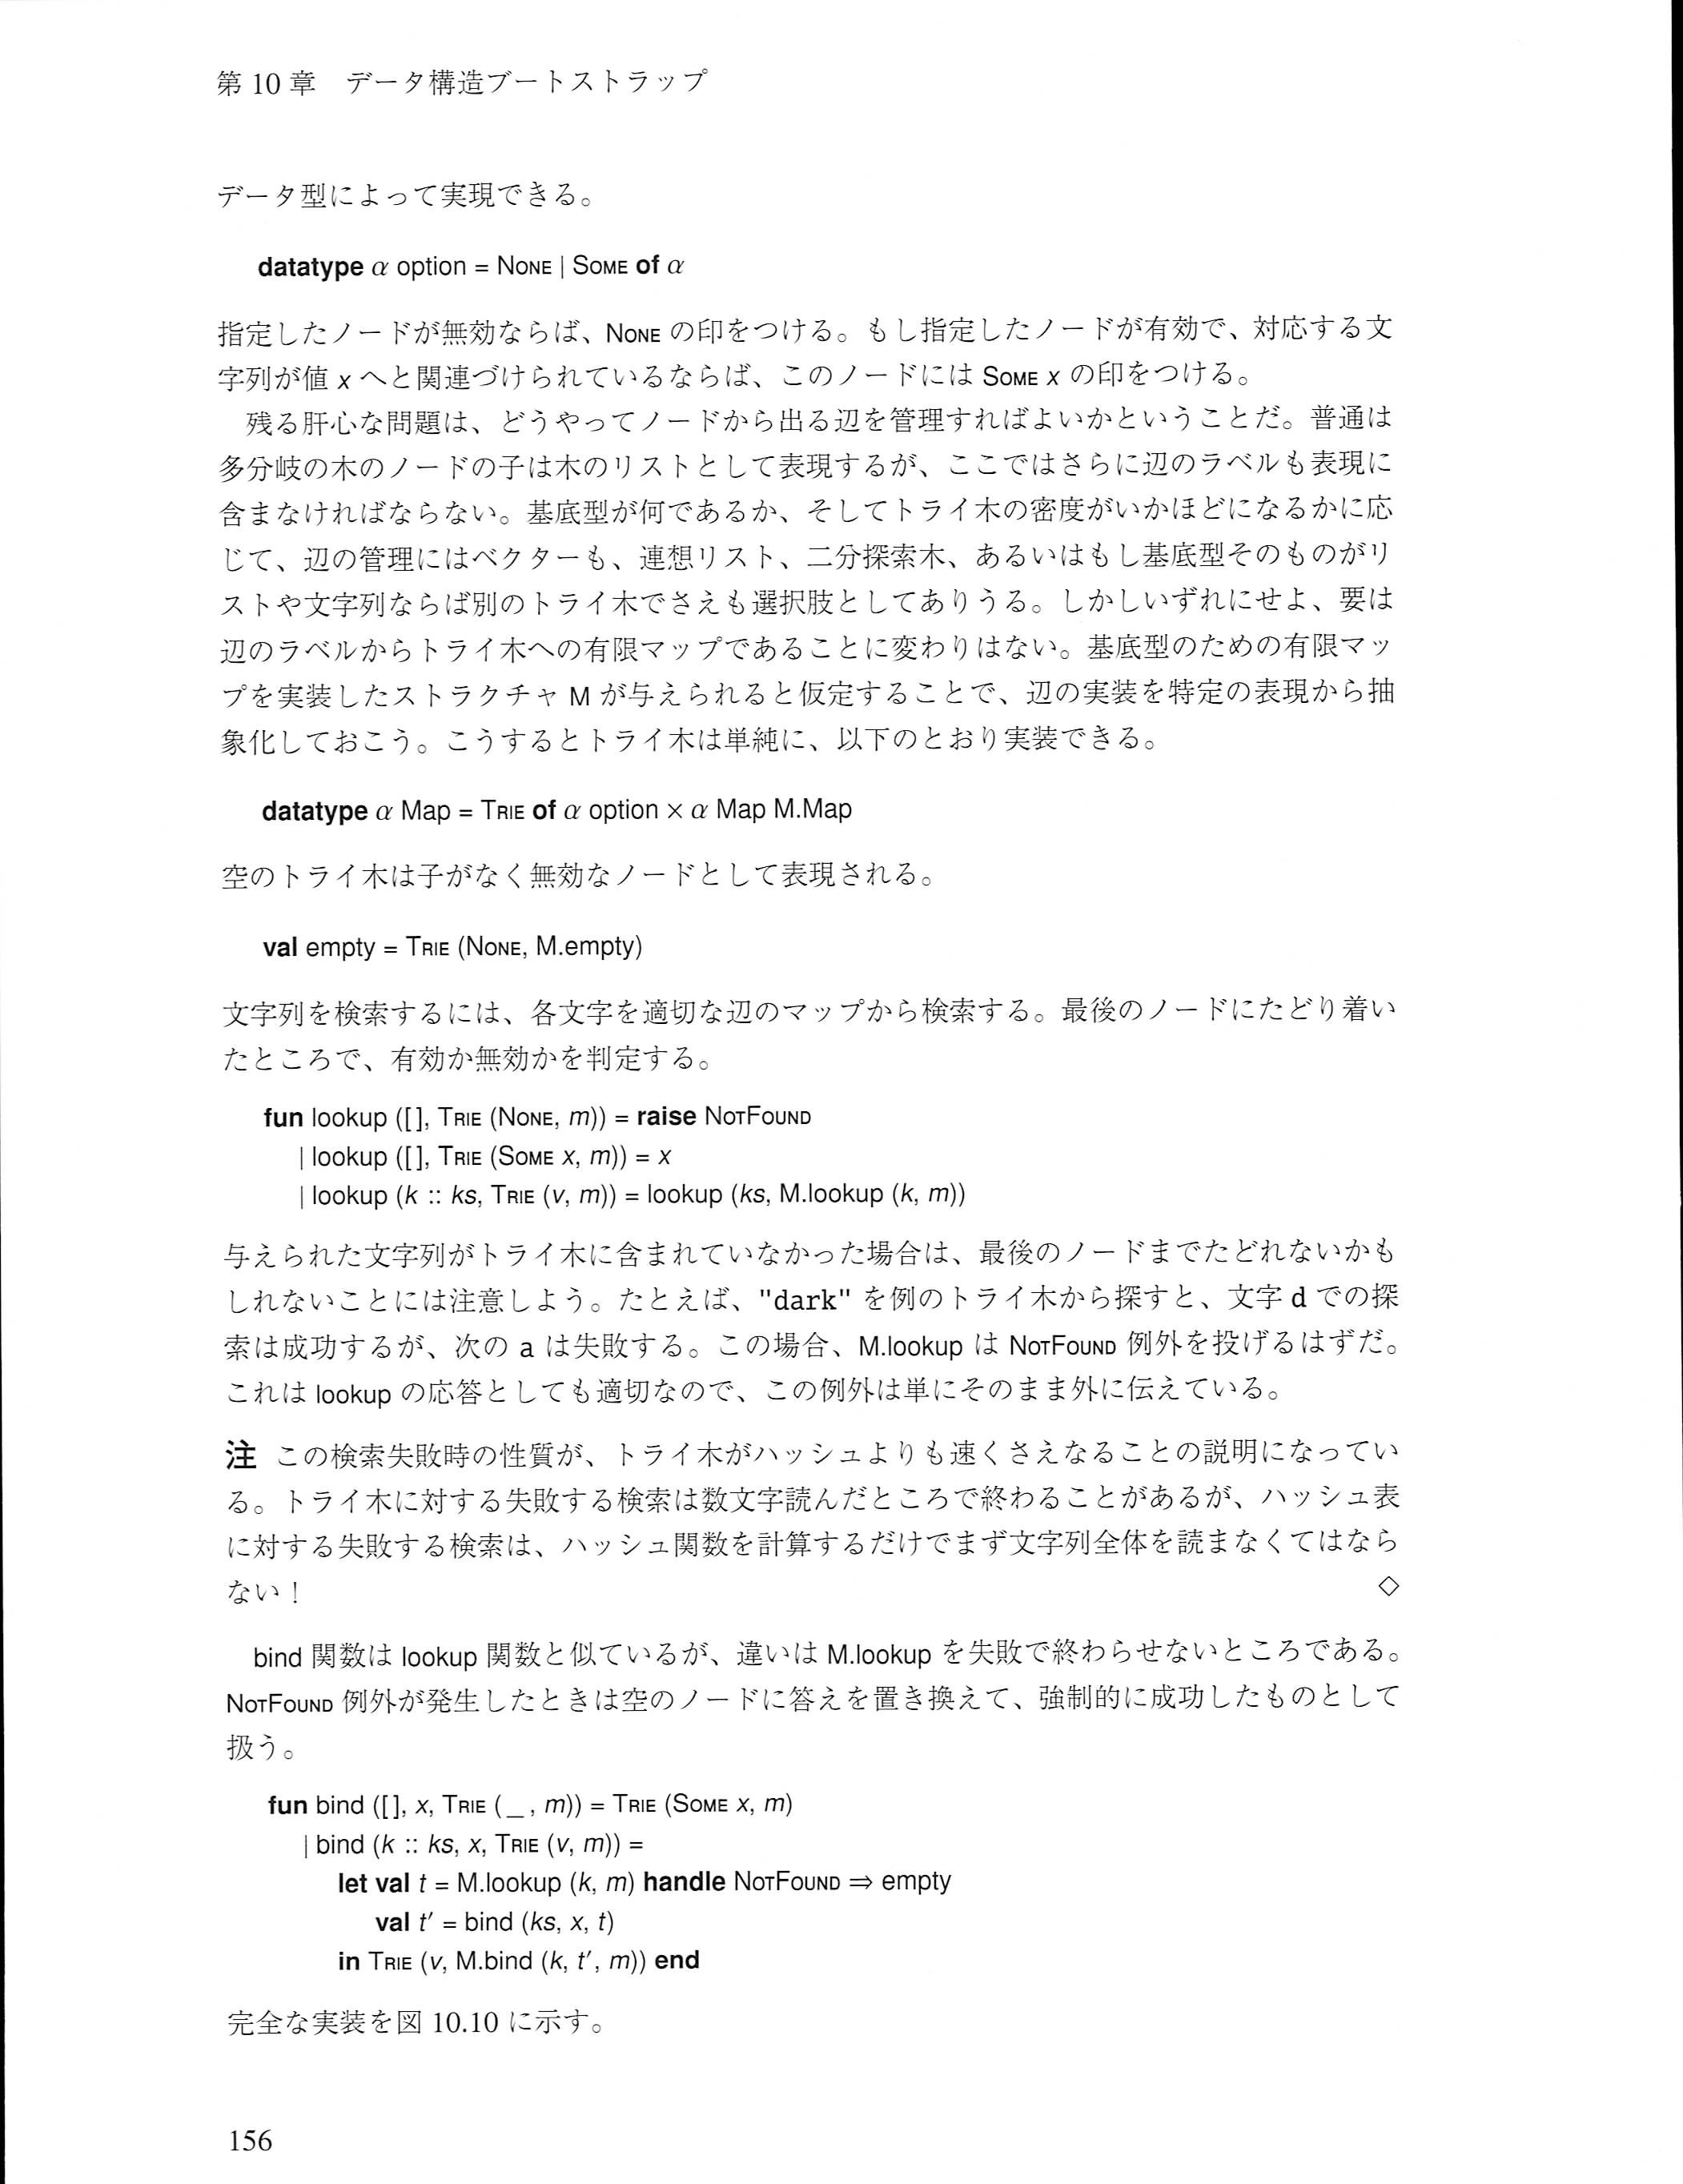 第 10 章　データ構造ブートストラップ
データ型によって実現できる。
datatype α option = NONE | SOME of α
指定したノードが無効ならば、NONE の印をつける。もし指定したノードが有効で、対応する文
字列が値 x へと関連づけられているならば、このノードには SOME x の印をつける。
残る肝心な問題は、どうやってノードから出る辺を管理すればよいかということだ。普通は
多分岐の木のノードの子は木のリストとして表現するが、ここではさらに辺のラベルも表現に
含まなければならない。基底型が何であるか、そしてトライ木の密度がいかほどになるかに応
じて、辺の管理にはベクターも、連想リスト、二分探索木、あるいはもし基底型そのものがリ
ストや文字列ならば別のトライ木でさえも選択肢としてありうる。しかしいずれにせよ、要は
辺のラベルからトライ木への有限マップであることに変わりはない。基底型のための有限マッ
プを実装したストラクチャ M が与えられると仮定することで、辺の実装を特定の表現から抽
象化しておこう。こうするとトライ木は単純に、以下のとおり実装できる。
datatype α Map = TRIE of α option × α Map M.Map
空のトライ木は子がなく無効なノードとして表現される。
val empty = TRIE (NONE, M.empty)
文字列を検索するには、各文字を適切な辺のマップから検索する。最後のノードにたどり着い
たところで、有効か無効かを判定する。
fun lookup ([], TRIE (NONE, m)) = raise NOTFOUND
| lookup ([], TRIE (SOME x, m)) = x
| lookup (k :: ks, TRIE (v, m)) = lookup (ks, M.lookup (k, m))
与えられた文字列がトライ木に含まれていなかった場合は、最後のノードまでたどれないかも
しれないことには注意しよう。たとえば、"dark" を例のトライ木から探すと、文字 d での探
索は成功するが、次の a は失敗する。この場合、M.lookup は NOTFOUND 例外を投げるはずだ。
これは lookup の応答としても適切なので、この例外は単にそのまま外に伝えている。
注 この検索失敗時の性質が、トライ木がハッシュよりも速くさえなることの説明になってい
る。トライ木に対する失敗する検索は数文字読んだところで終わることがあるが、ハッシュ表
に対する失敗する検索は、ハッシュ関数を計算するだけでまず文字列全体を読まなくてはなら
ない！ ◇
bind 関数は lookup 関数と似ているが、違いは M.lookup を失敗で終わらせないところである。
NOTFOUND 例外が発生したときは空のノードに答えを置き換えて、強制的に成功したものとして
扱う。
fun bind ([], x, TRIE ( _ , m)) = TRIE (SOME x, m)
| bind (k :: ks, x, TRIE (v, m)) =
let val t = M.lookup (k, m) handle NOTFOUND ⇒ empty
val t′ = bind (ks, x, t)
in TRIE (v, M.bind (k, t′, m)) end
完全な実装を図 10.10 に示す。
156